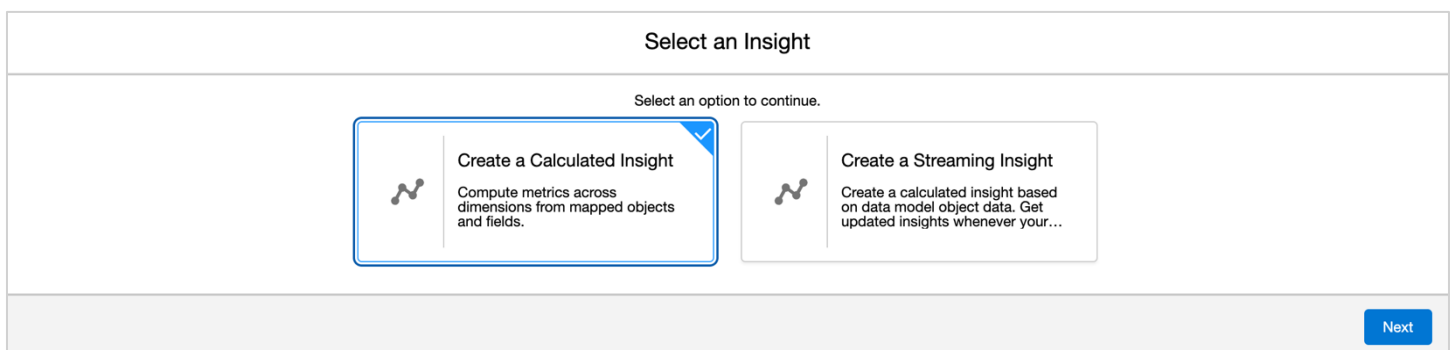 Select an Insight
Select an option to continue.
Create a Calculated Insight
Compute metrics across
dimensions from mapped objects
and fields.
Create a Streaming Insight
Create a calculated insight based
on data model object data. Get
updated insights whenever your...
Next